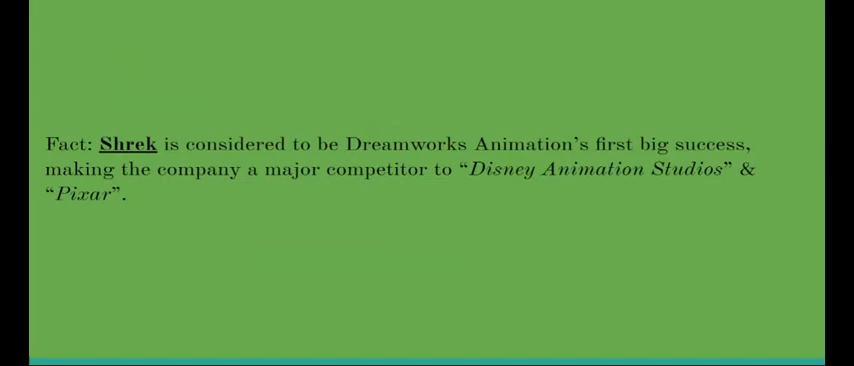 Fact: Shrek is considered to be Dreamworks Animation’s first big success,
making the company a major competitor to “Disney Animation Studios” &
“Pixar”.